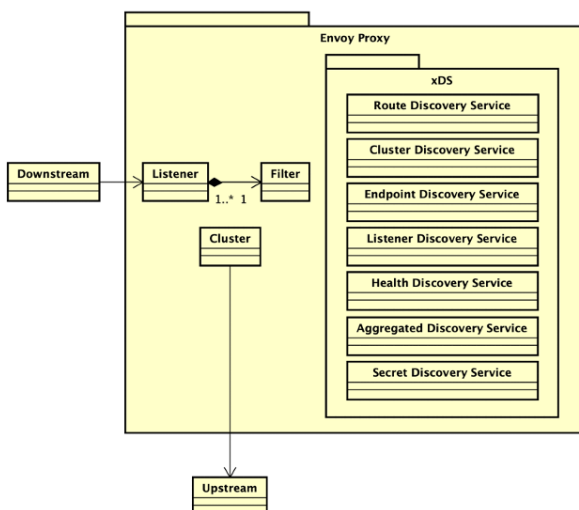 Envoy Proxy
xDS
Route Discovery Service
Cluster Discovery Service
Downstream
Listener
Filter
Endpoint Discovery Service
1..* 1
Cluster
Listener Discovery Service
Health Discovery Service
Aggregated Discovery Service
Secret Discovery Service
Upstream